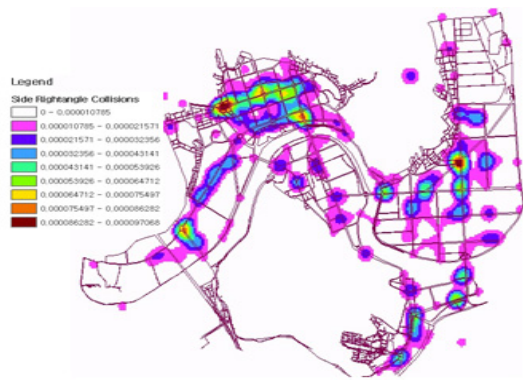 Legend
Side Rightangle Collisions
0 - 0.000010785
0.000010785 - 0.000021571
0.000021571 - 0.000032356
0.000032356 - 0.000043141
0.000043141 - 0.000053926
0.000053926 - 0.000064712
0.000064712 - 0.000075497
0.000075497 - 0.000086282
0.000086282 - 0.000097068